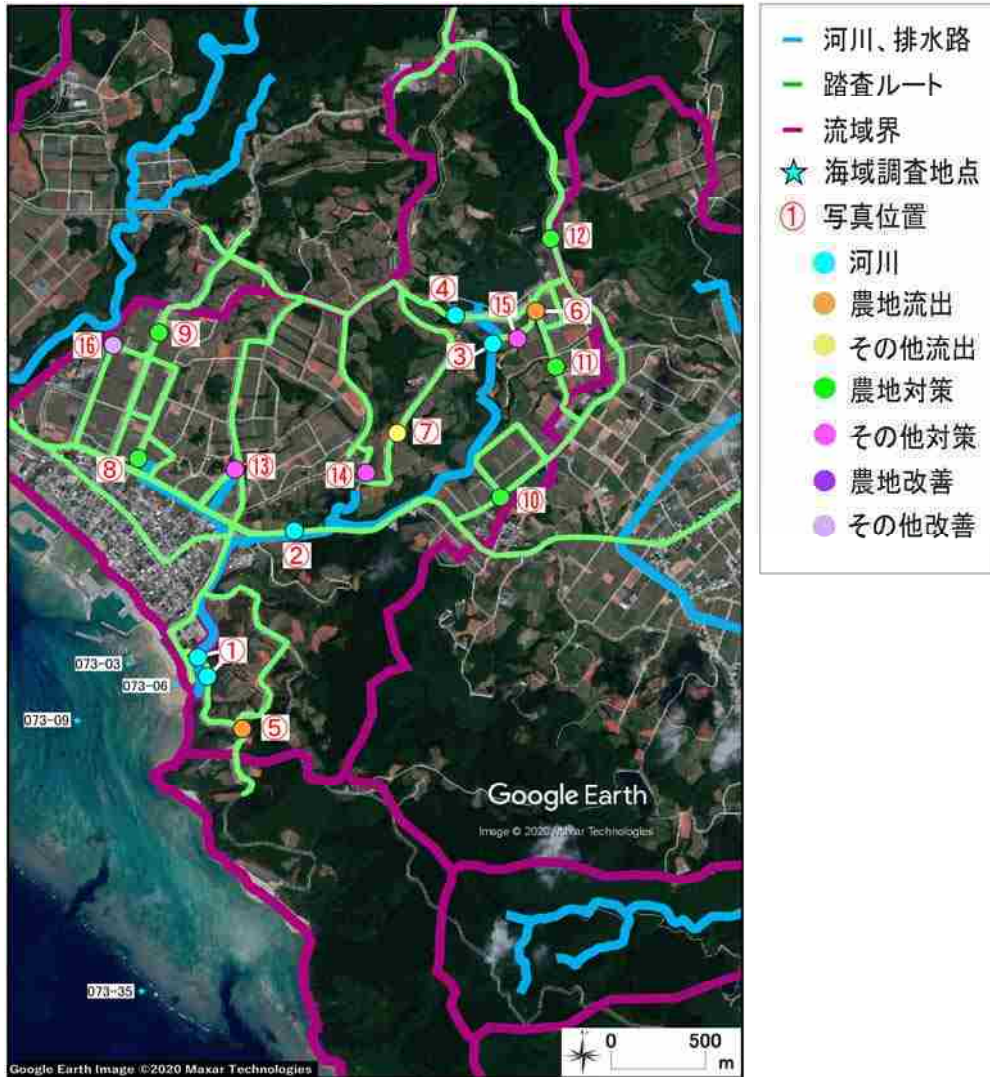 河川、排水路
踏査ルート
流域界
海域調査地点
① 写真位置
河川
農地流出
その他流出
農地対策
その他対策
農地改善
その他改善
⑫
④
⑮
⑥
⑨
⑯
③
⑪
⑦
⑧
⑬
⑭
⑩
②
①
073-03
073-06
073-09
⑤
Google Earth
Image © 2020 Maxar Technologies
073-35
0 500
m
Google Earth Image ©2020 Maxar Technologies